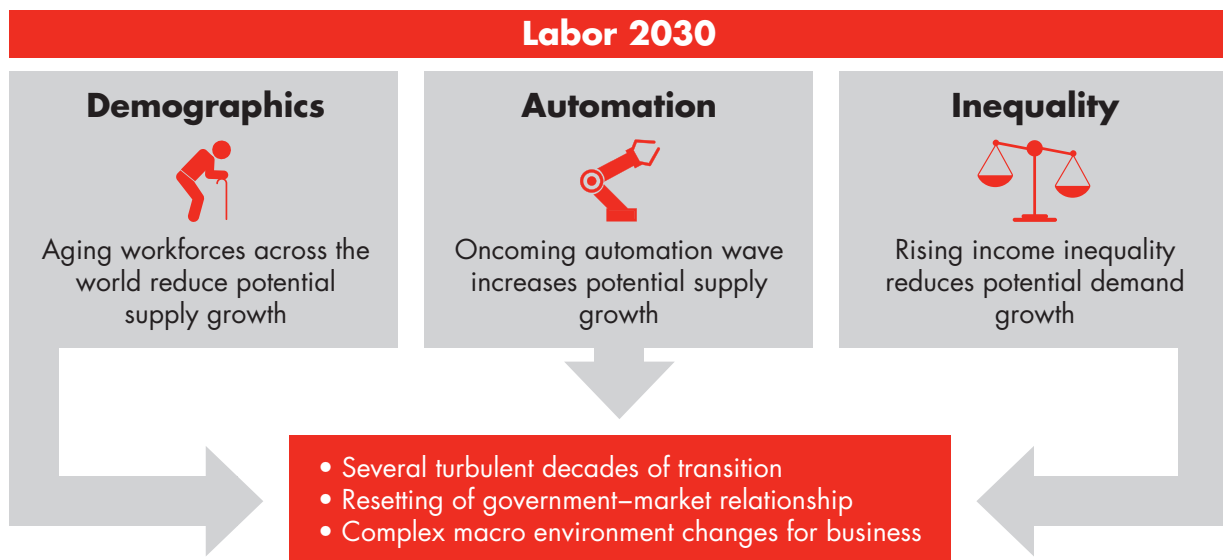 Labor 2030
Demographics
Aging workforces across the
world reduce potential
supply growth
Automation
Oncoming automation wave
increases potential supply
growth
Inequality
Rising income inequality
reduces potential demand
growth
• Several turbulent decades of transition
• Resetting of government–market relationship
• Complex macro environment changes for business